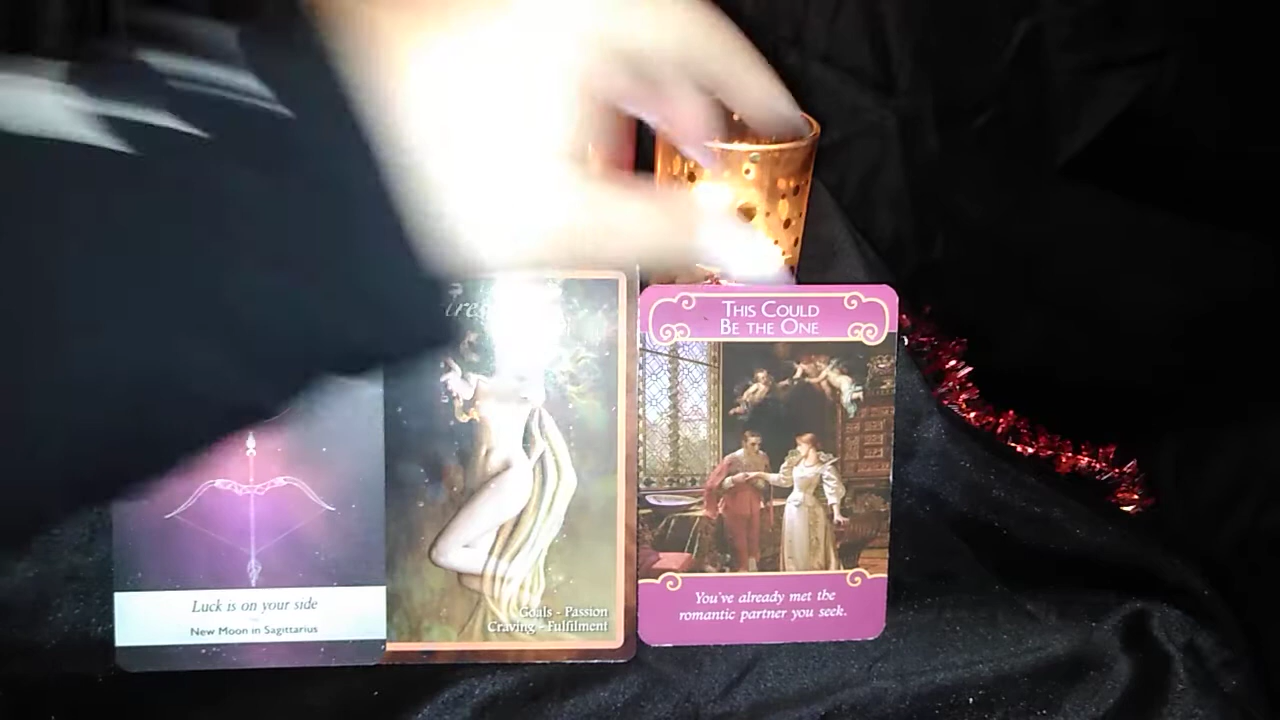 Luck is on your side
New Moon in Sagittarius
Goals - Passion
Craving - Fulfilment
THIS COULD
BE THE ONE
You've already met the
romantic partner you seek.